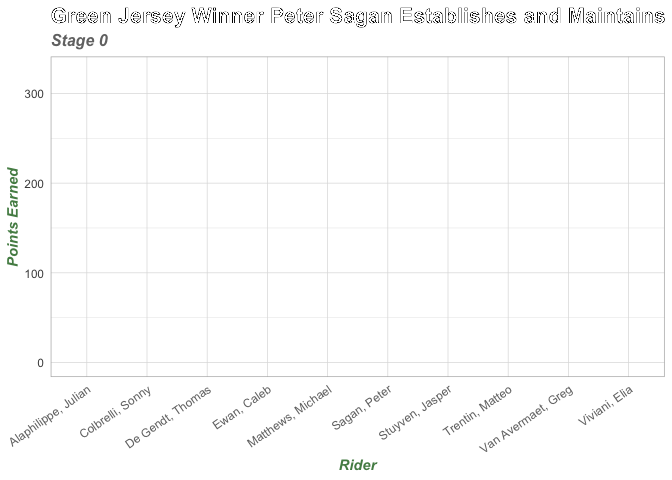 Green Jersey Winner Peter Sagan Establishes and Maintains
Stage 0
Points Earned
300
200
100
0
Alaphilippe, Julian
Colbrelli, Sonny
De Gendt, Thomas
Ewan, Caleb
Matthews, Michael
Sagan, Peter
Stuyven, Jasper
Trentin, Matteo
Van Avermaet, Greg
Viviani, Elia
Rider